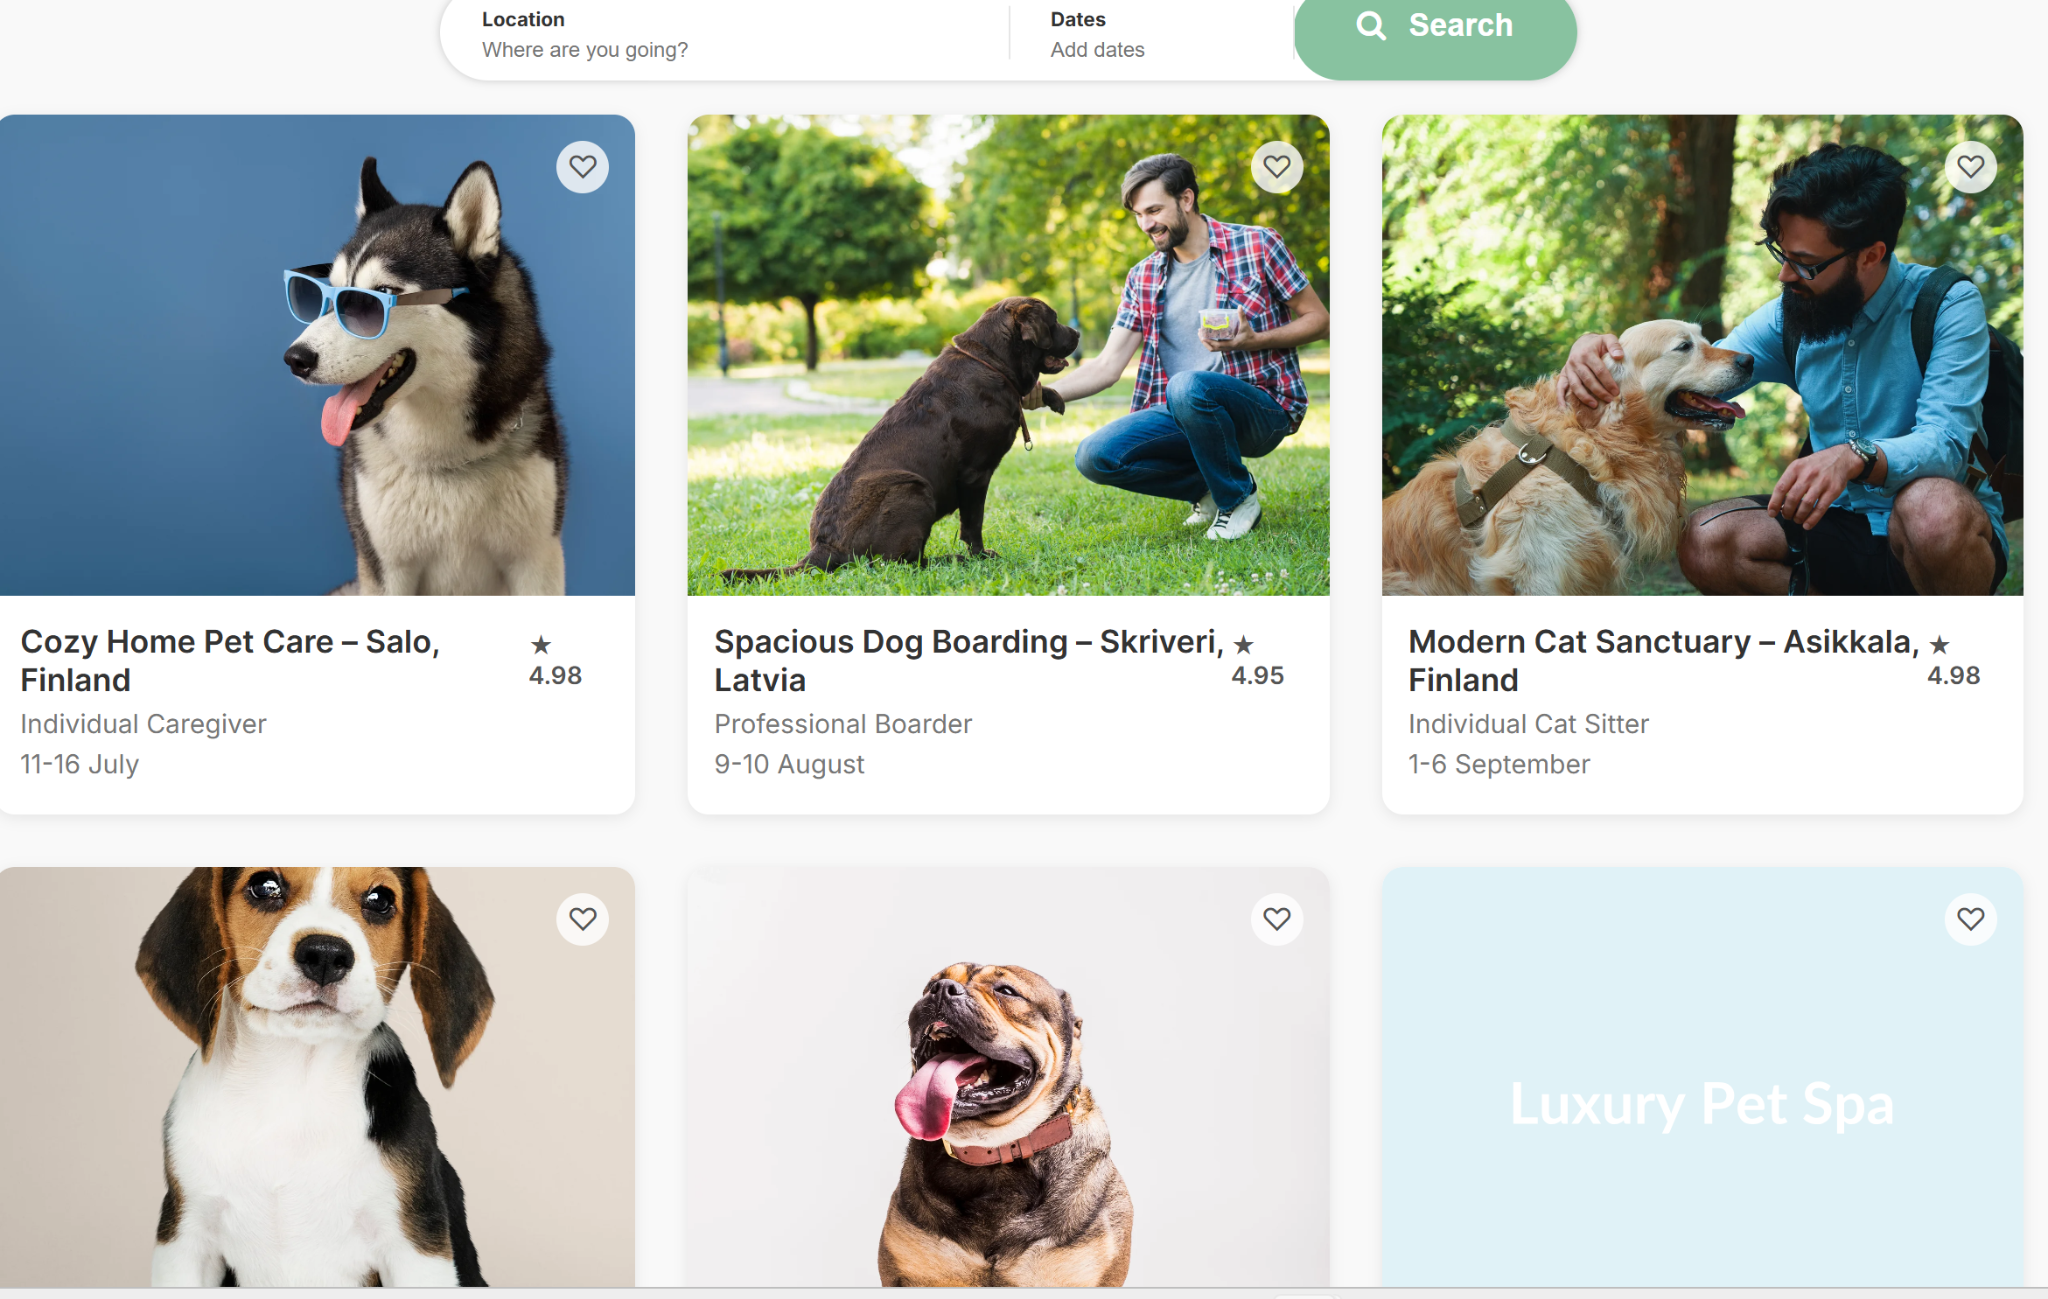 Location
Where are you going?
Dates
Add dates
Search
Cozy Home Pet Care – Salo,
Finland
★
4.98
Individual Caregiver
11-16 July
Spacious Dog Boarding – Skriveri,
Latvia
★
4.95
Professional Boarder
9-10 August
Modern Cat Sanctuary – Asikkala,
Finland
★
4.98
Individual Cat Sitter
1-6 September
Luxury Pet Spa